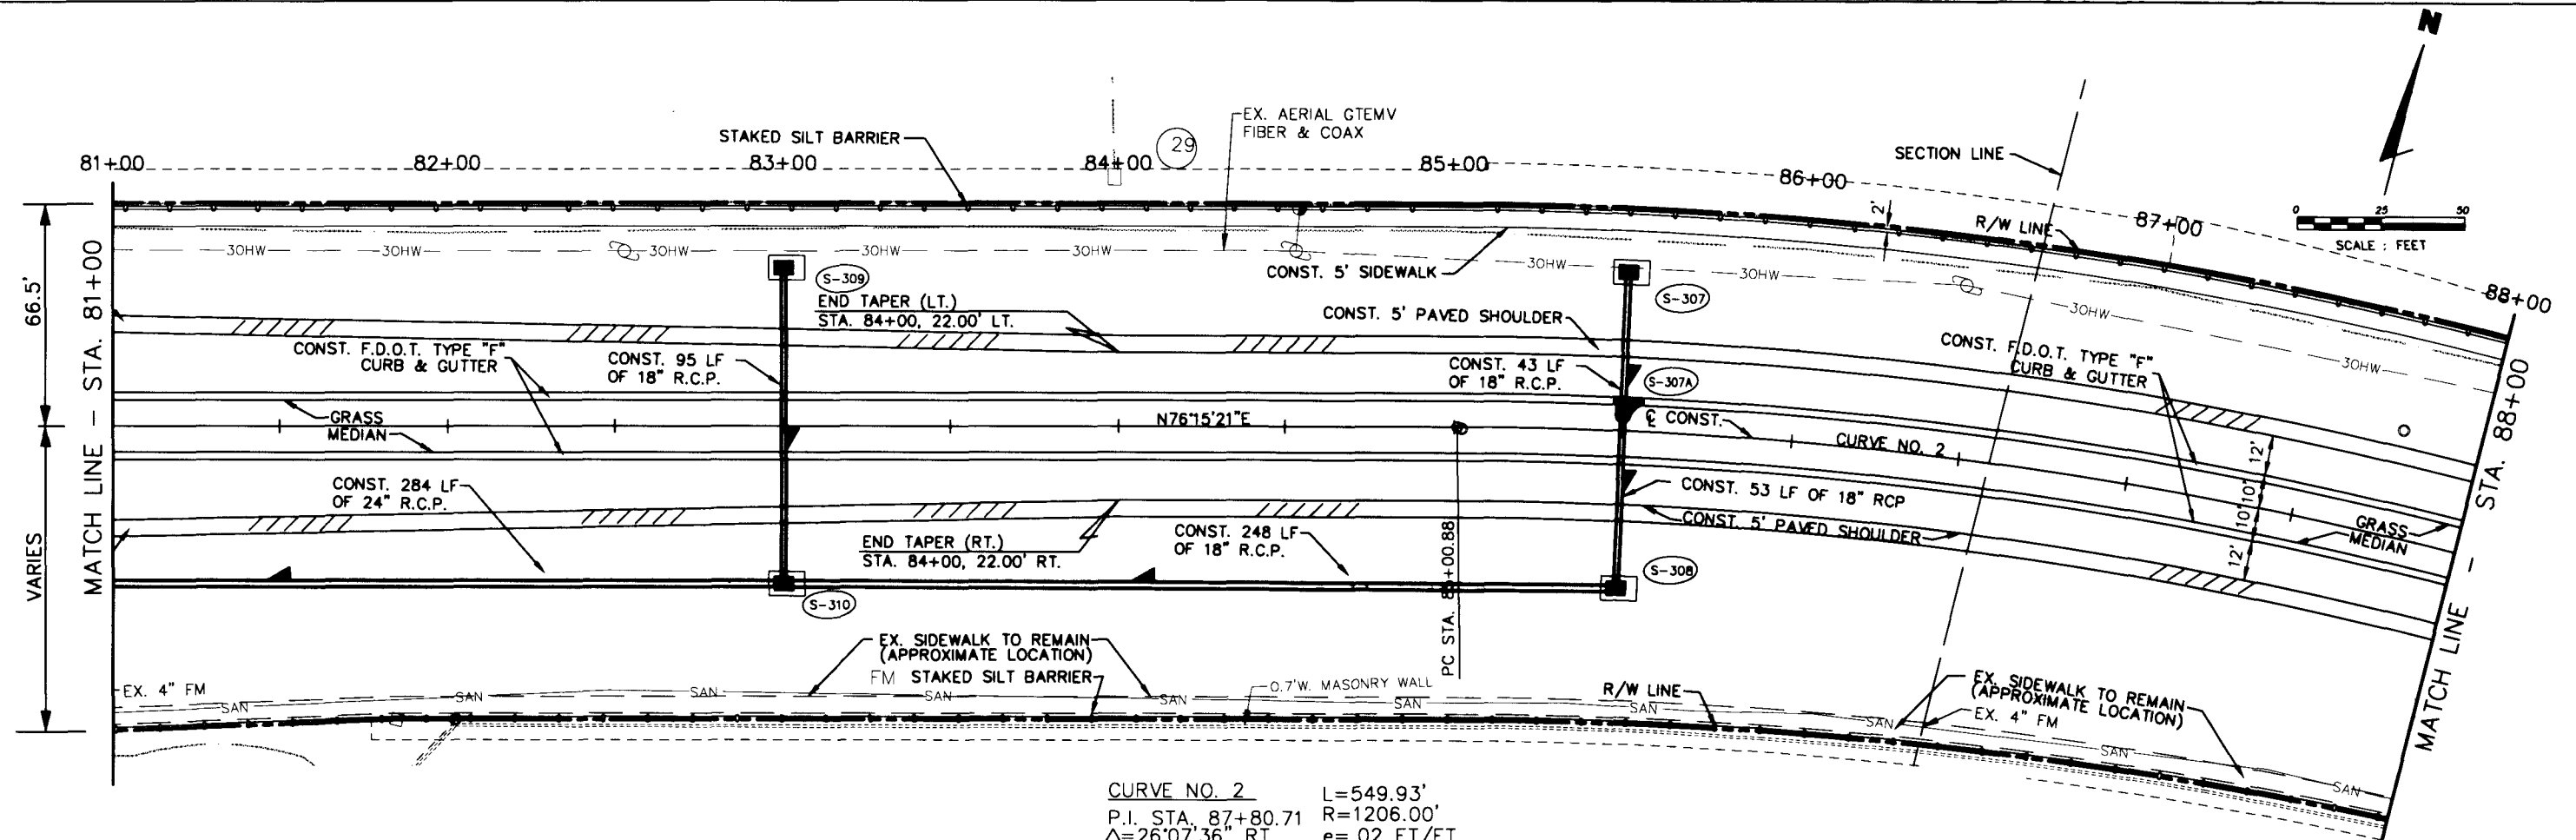 N
STAKED SILT BARRIER
EX. AERIAL GTEMV
FIBER & COAX
29
SECTION LINE
81+00
82+00
83+00
84+00
85+00
86+00
87+00
88+00
2'
R/W LINE
0 25 50
SCALE : FEET
30HW
30HW
30HW
30HW
30HW
30HW
30HW
30HW
30HW
30HW
S-309
CONST. 5' SIDEWALK
S-307
66.5'
MATCH LINE - STA. 81+00
END TAPER (LT.)
STA. 84+00, 22.00' LT.
CONST. 5' PAVED SHOULDER
CONST. F.D.O.T. TYPE "F"
CURB & GUTTER
CONST. 95 LF
OF 18" R.C.P.
CONST. 43 LF
OF 18" R.C.P.
S-307A
CONST. F.D.O.T. TYPE "F"
CURB & GUTTER
GRASS
MEDIAN
N76°15'21"E
℄ CONST.
CURVE NO. 2
12'
10'
10'
12'
CONST. 284 LF
OF 24" R.C.P.
CONST. 53 LF OF 18" RCP
CONST. 5' PAVED SHOULDER
GRASS
MEDIAN
END TAPER (RT.)
STA. 84+00, 22.00' RT.
CONST. 248 LF
OF 18" R.C.P.
PC STA. 85+00.88
S-308
S-310
VARIES
MATCH LINE - STA. 88+00
EX. SIDEWALK TO REMAIN
(APPROXIMATE LOCATION)
FM STAKED SILT BARRIER
0.7'W. MASONRY WALL
R/W LINE
EX. SIDEWALK TO REMAIN
(APPROXIMATE LOCATION)
EX. 4" FM
EX. 4" FM
SAN
SAN
SAN
SAN
SAN
SAN
SAN
SAN
SAN
SAN
CURVE NO. 2 L=549.93'
P.I. STA. 87+80.71 R=1206.00'
Δ=26°07'36" RT e=.02 FT/FT